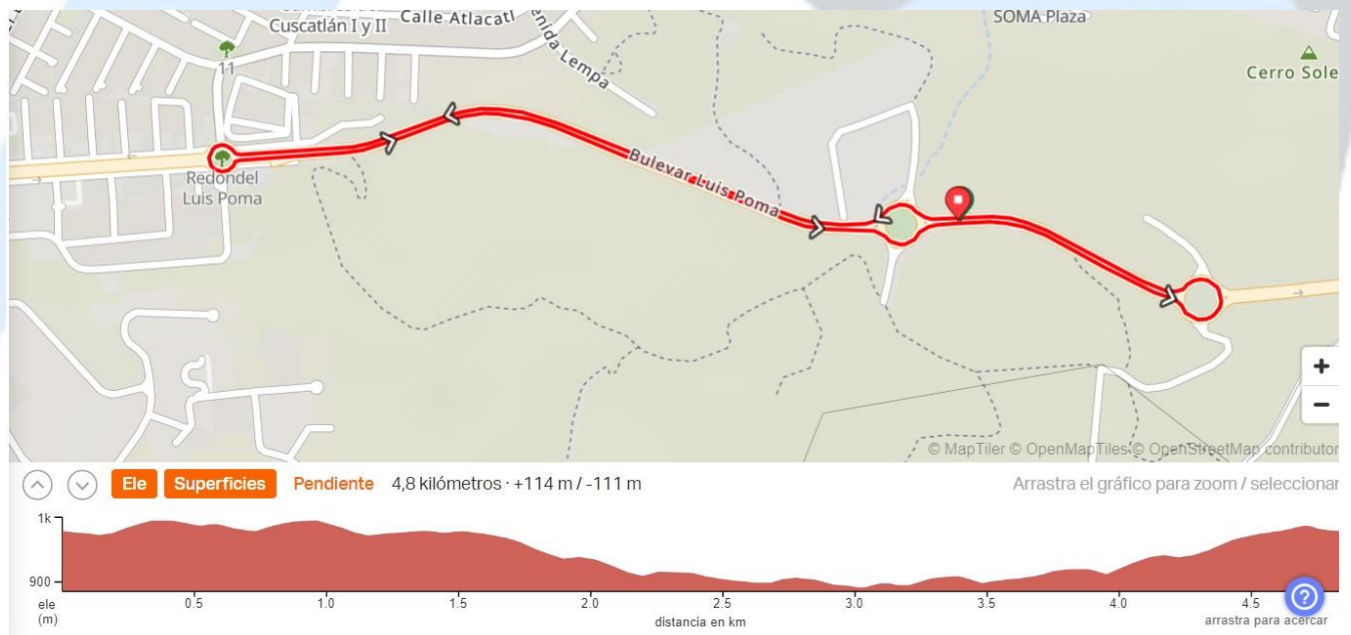 Cuscatlán I y II
Calle Atlacatl
Avenida Lempa
SOMA Plaza
Cerro Sole
11
Redondel
Luis Poma
Bulevar Luis Poma
+
−
© MapTiler © OpenMapTiles © OpenStreetMap contributor
Ele Superficies Pendiente 4,8 kilómetros · +114 m / -111 m Arrastra el gráfico para zoom / seleccionar
1k
900
ele
(m)
0.5 1.0 1.5 2.0 2.5 3.0 3.5 4.0 4.5
distancia en km
?
arrastra para acercar